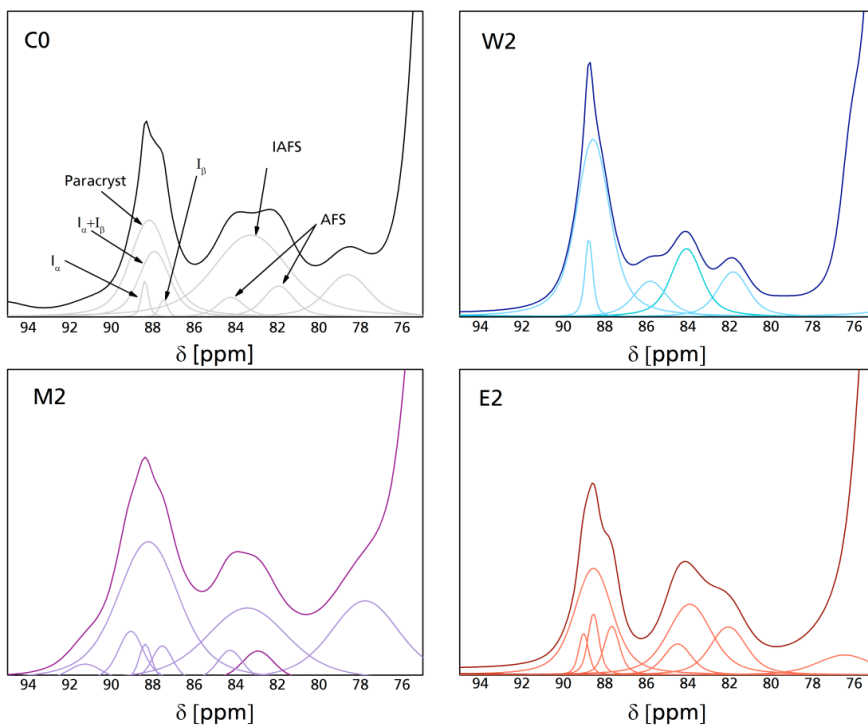 C0
Paracryst
Iα+Iβ
Iα
Iβ
IAFS
AFS
94 92 90 88 86 84 82 80 78 76
δ [ppm]
W2
94 92 90 88 86 84 82 80 78 76
δ [ppm]
M2
94 92 90 88 86 84 82 80 78 76
δ [ppm]
E2
94 92 90 88 86 84 82 80 78 76
δ [ppm]